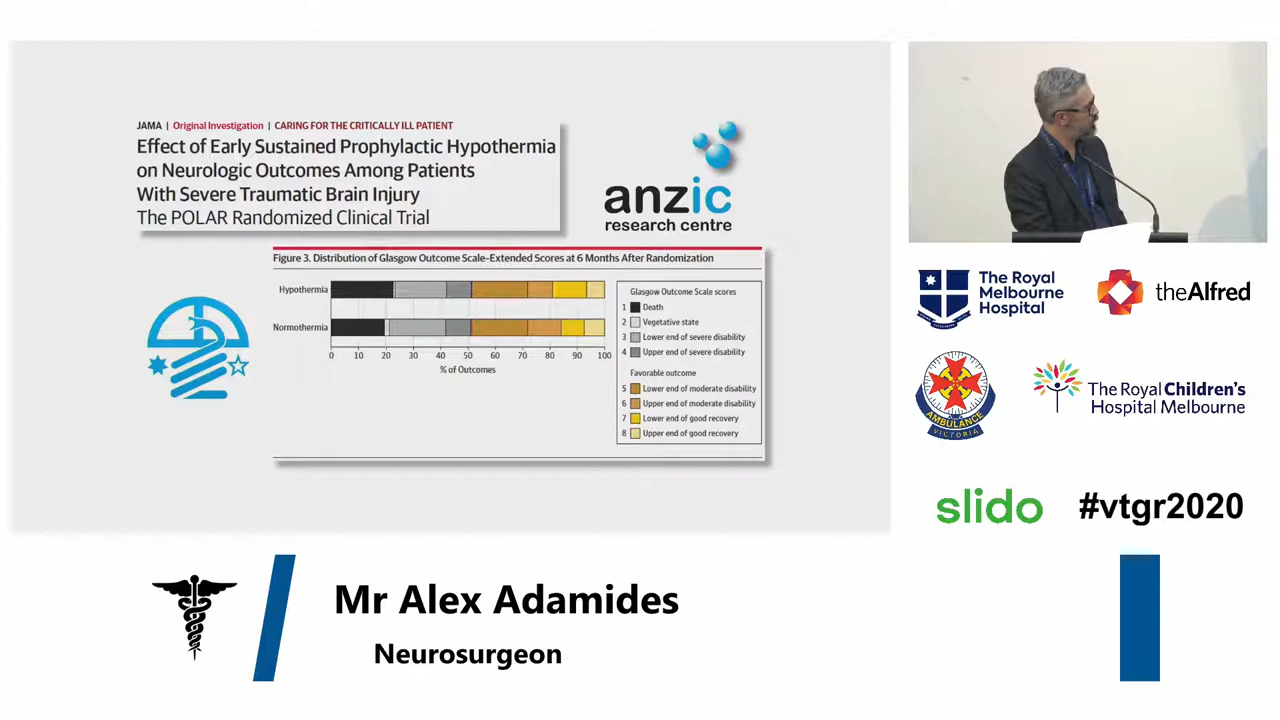 JAMA | Original Investigation | CARING FOR THE CRITICALLY ILL PATIENT
Effect of Early Sustained Prophylactic Hypothermia
on Neurologic Outcomes Among Patients
With Severe Traumatic Brain Injury
The POLAR Randomized Clinical Trial
anzic
research centre
Figure 3. Distribution of Glasgow Outcome Scale–Extended Scores at 6 Months After Randomization
Hypothermia
Normothermia
0 10 20 30 40 50 60 70 80 90 100
% of Outcomes
Glasgow Outcome Scale scores
1 Death
2 Vegetative state
3 Lower end of severe disability
4 Upper end of severe disability
Favorable outcome
5 Lower end of moderate disability
6 Upper end of moderate disability
7 Lower end of good recovery
8 Upper end of good recovery
The Royal
Melbourne
Hospital
theAlfred
AMBULANCE
VICTORIA
The Royal Children's
Hospital Melbourne
slido
#vtgr2020
Mr Alex Adamides
Neurosurgeon